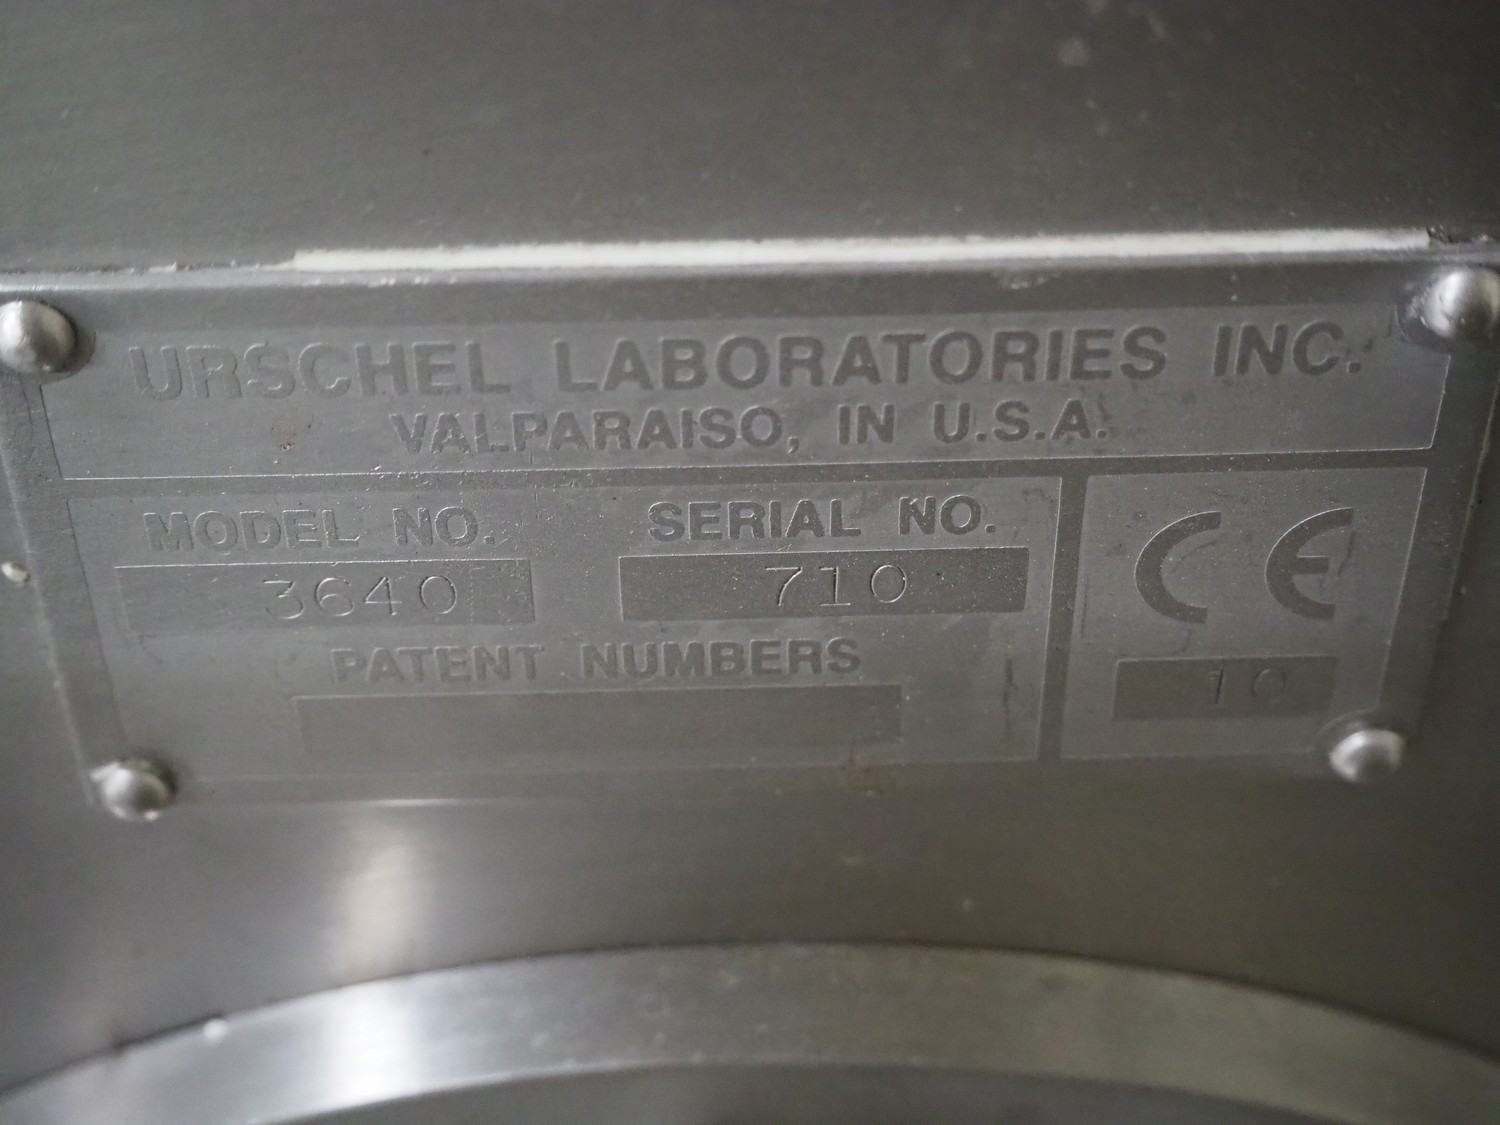 URSCHEL LABORATORIES INC.
VALPARAISO, IN U.S.A.
MODEL NO. SERIAL NO.
3640 710
PATENT NUMBERS
CE
10